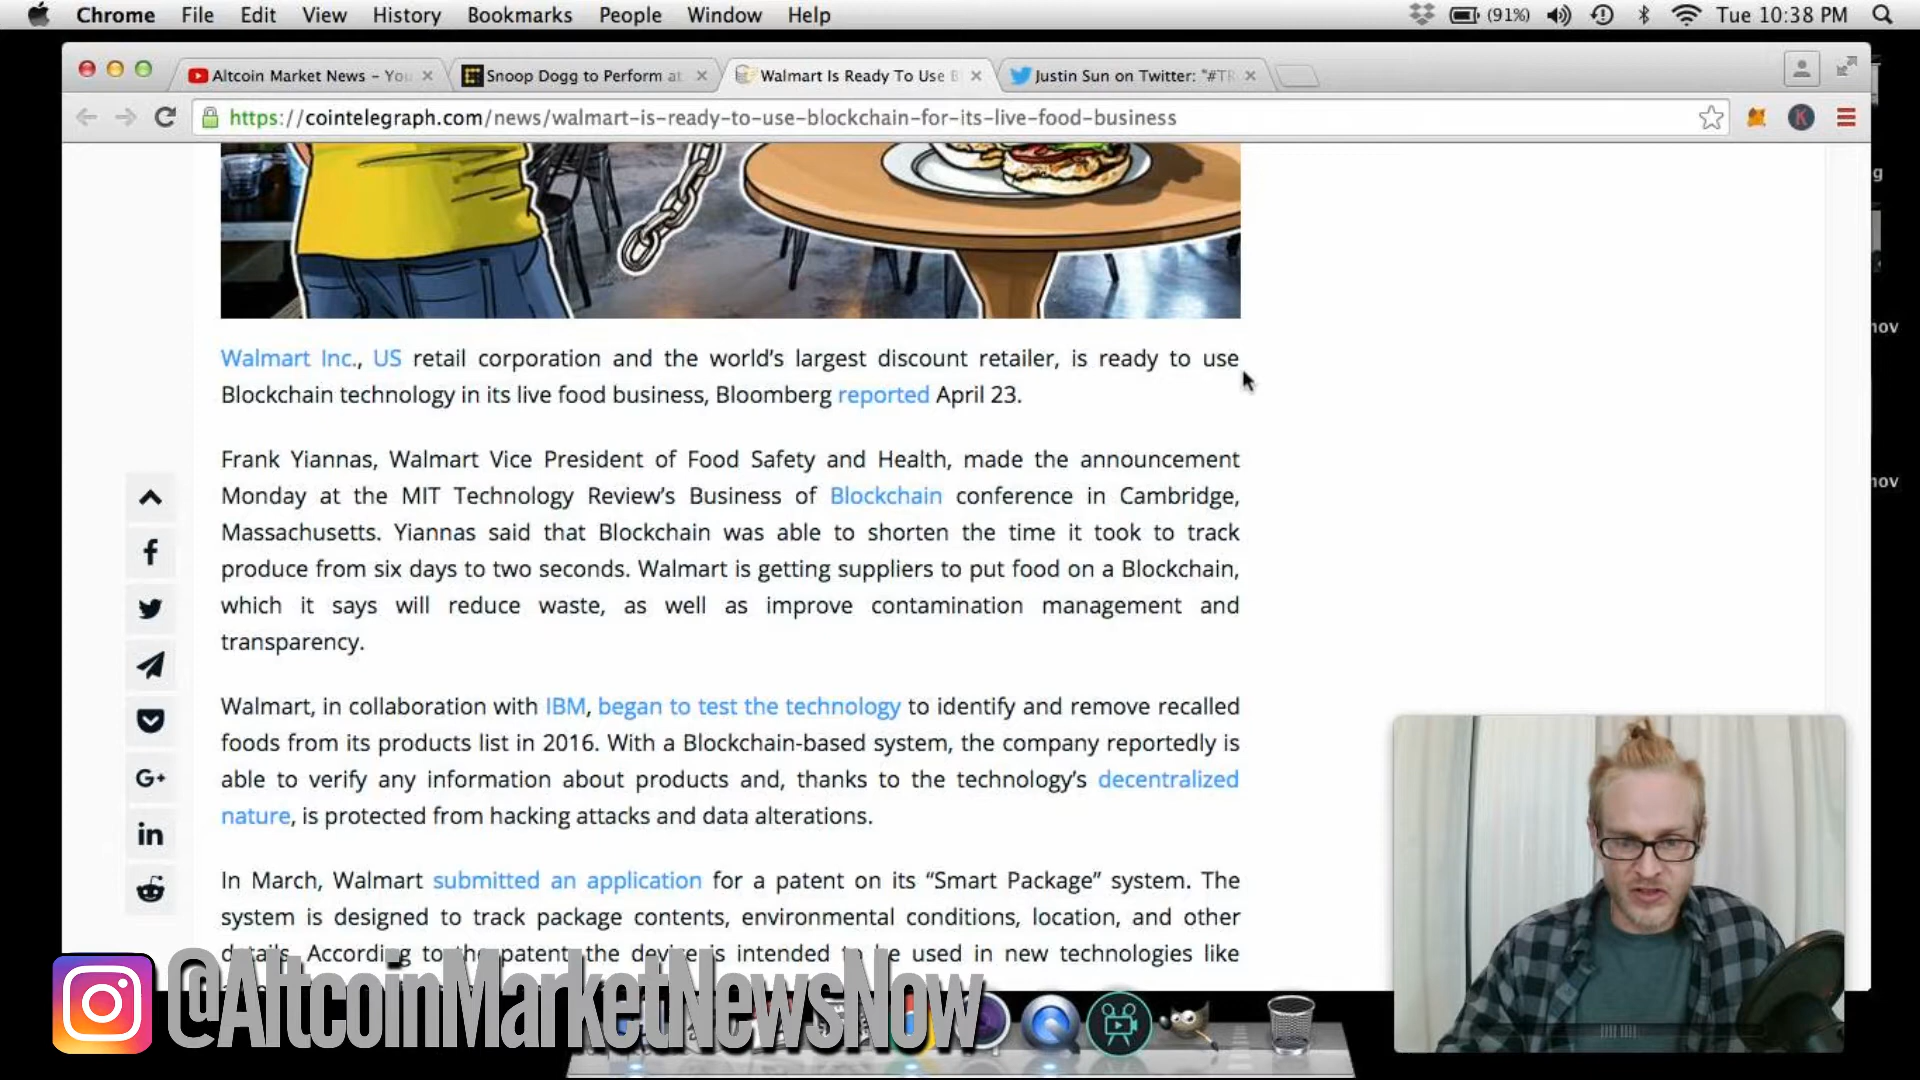 Chrome File Edit View History Bookmarks People Window Help (91%) Tue 10:38 PM
Altcoin Market News - You Snoop Dogg to Perform at Walmart Is Ready To Use B Justin Sun on Twitter: "#TR
https://cointelegraph.com/news/walmart-is-ready-to-use-blockchain-for-its-live-food-business
Walmart Inc., US retail corporation and the world's largest discount retailer, is ready to use
Blockchain technology in its live food business, Bloomberg reported April 23.
Frank Yiannas, Walmart Vice President of Food Safety and Health, made the announcement
Monday at the MIT Technology Review's Business of Blockchain conference in Cambridge,
Massachusetts. Yiannas said that Blockchain was able to shorten the time it took to track
produce from six days to two seconds. Walmart is getting suppliers to put food on a Blockchain,
which it says will reduce waste, as well as improve contamination management and
transparency.
Walmart, in collaboration with IBM, began to test the technology to identify and remove recalled
foods from its products list in 2016. With a Blockchain-based system, the company reportedly is
able to verify any information about products and, thanks to the technology's decentralized
nature, is protected from hacking attacks and data alterations.
In March, Walmart submitted an application for a patent on its “Smart Package” system. The
system is designed to track package contents, environmental conditions, location, and other
details. According to the patent, the device is intended to be used in new technologies like
@AltcoinMarketNewsNow